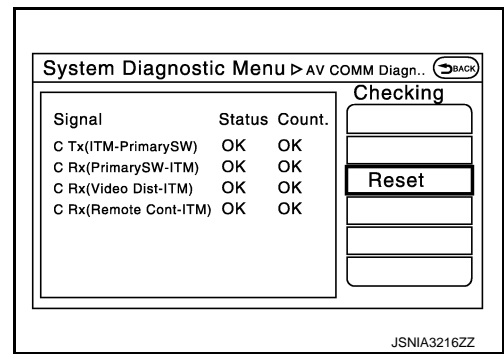 System Diagnostic Menu ▷ AV COMM Diagn.. BACK
Checking
Signal Status Count.
C Tx(ITM-PrimarySW) OK OK
C Rx(PrimarySW-ITM) OK OK
C Rx(Video Dist-ITM) OK OK
C Rx(Remote Cont-ITM) OK OK
Reset
JSNIA3216ZZ